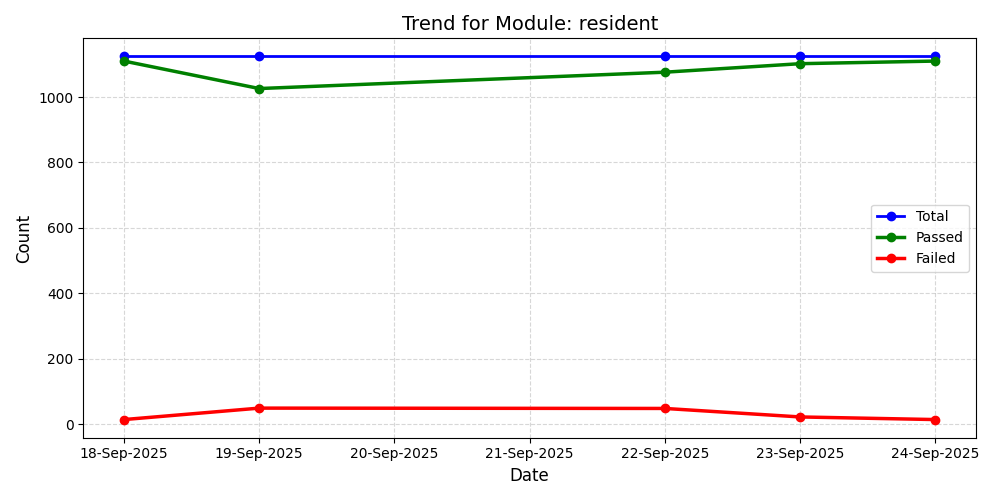 Trend for Module: resident
Count
1000
800
600
400
200
0
Total
Passed
Failed
18-Sep-2025 19-Sep-2025 20-Sep-2025 21-Sep-2025 22-Sep-2025 23-Sep-2025 24-Sep-2025
Date